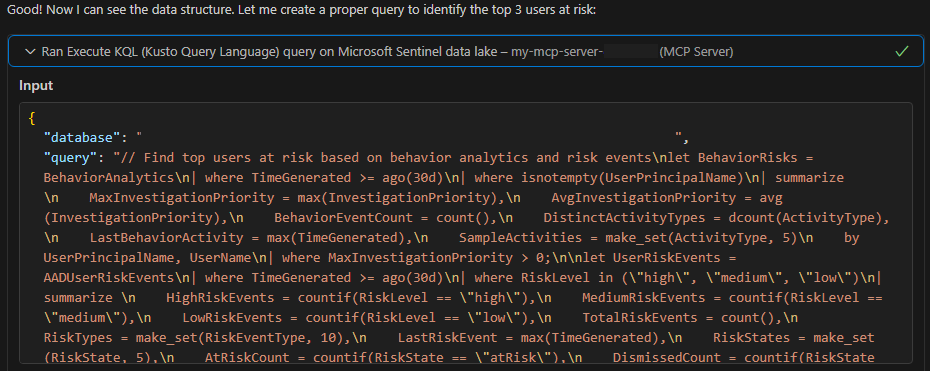 Good! Now I can see the data structure. Let me create a proper query to identify the top 3 users at risk:
Ran Execute KQL (Kusto Query Language) query on Microsoft Sentinel data lake – my-mcp-server- (MCP Server)
Input
{
"database": " ",
"query": "// Find top users at risk based on behavior analytics and risk events\nlet BehaviorRisks =
BehaviorAnalytics\n| where TimeGenerated >= ago(30d)\n| where isnotempty(UserPrincipalName)\n| summarize
\n    MaxInvestigationPriority = max(InvestigationPriority),\n    AvgInvestigationPriority = avg
(InvestigationPriority),\n    BehaviorEventCount = count(),\n    DistinctActivityTypes = dcount(ActivityType),
\n    LastBehaviorActivity = max(TimeGenerated),\n    SampleActivities = make_set(ActivityType, 5)\n    by
UserPrincipalName, UserName\n| where MaxInvestigationPriority > 0;\n\nlet UserRiskEvents =
AADUserRiskEvents\n| where TimeGenerated >= ago(30d)\n| where RiskLevel in (\"high\", \"medium\", \"low\")\n|
summarize \n    HighRiskEvents = countif(RiskLevel == \"high\"),\n    MediumRiskEvents = countif(RiskLevel ==
\"medium\"),\n    LowRiskEvents = countif(RiskLevel == \"low\"),\n    TotalRiskEvents = count(),\n
RiskTypes = make_set(RiskEventType, 10),\n    LastRiskEvent = max(TimeGenerated),\n    RiskStates = make_set
(RiskState, 5),\n    AtRiskCount = countif(RiskState == \"atRisk\"),\n    DismissedCount = countif(RiskState